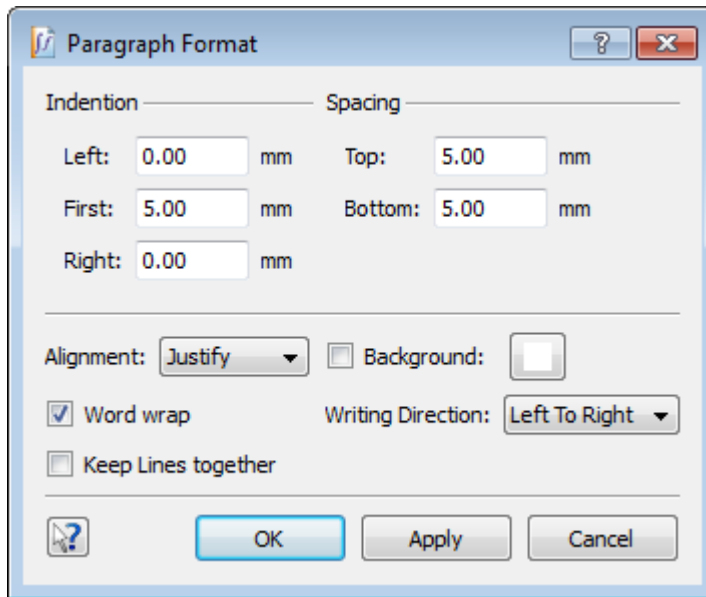 Paragraph Format
Indention Spacing
Left: 0.00 mm Top: 5.00 mm
First: 5.00 mm Bottom: 5.00 mm
Right: 0.00 mm
Alignment: Justify Background:
Word wrap Writing Direction: Left To Right
Keep Lines together
OK Apply Cancel